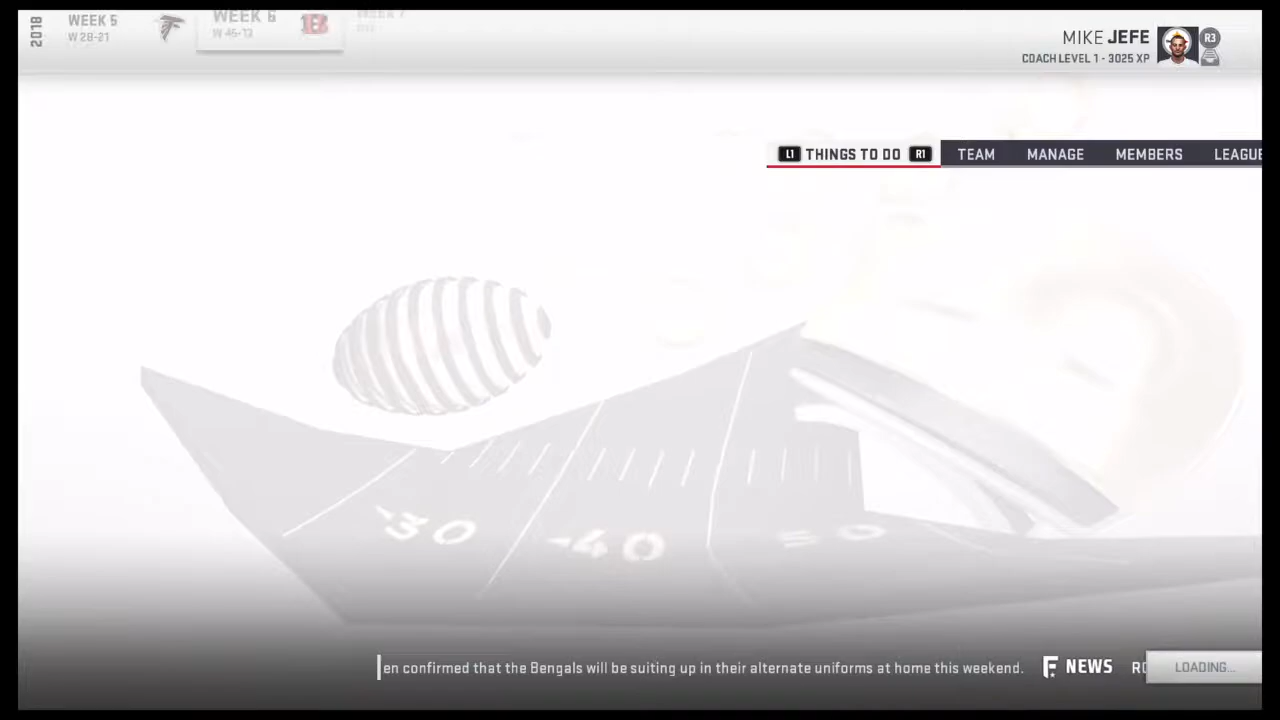 2018
WEEK 5
W 28-21
WEEK 6
W 45-13
WEEK 7
MIKE JEFE
R3
COACH LEVEL 1 - 3025 XP
L1 THINGS TO DO R1
TEAM
MANAGE
MEMBERS
LEAGUE
-30
-40
50
en confirmed that the Bengals will be suiting up in their alternate uniforms at home this weekend.
NEWS
LOADING...